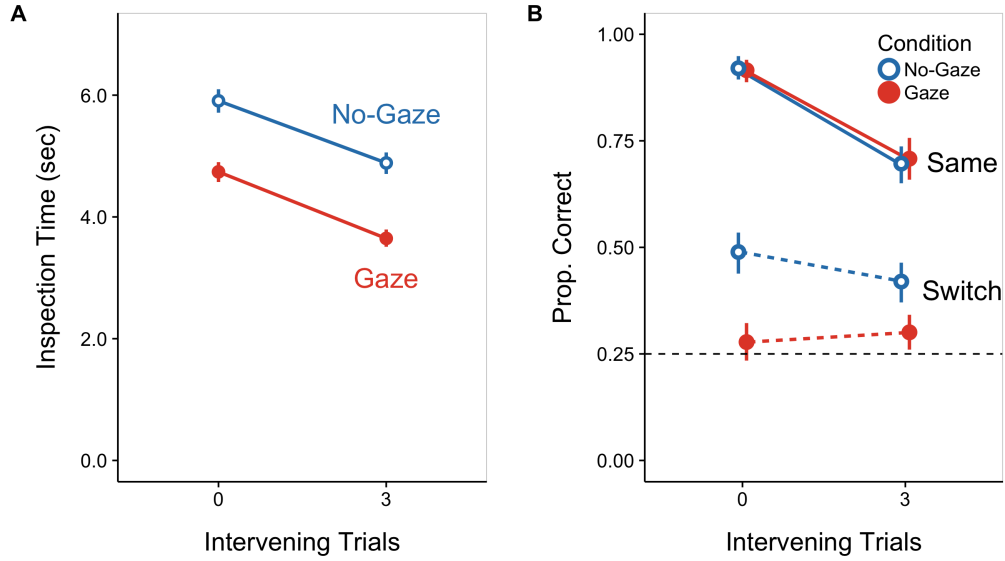 A
Inspection Time (sec)
6.0
4.0
2.0
0.0
No-Gaze
Gaze
0
3
Intervening Trials
B
Prop. Correct
1.00
0.75
0.50
0.25
0.00
Condition
No-Gaze
Gaze
Same
Switch
0
3
Intervening Trials